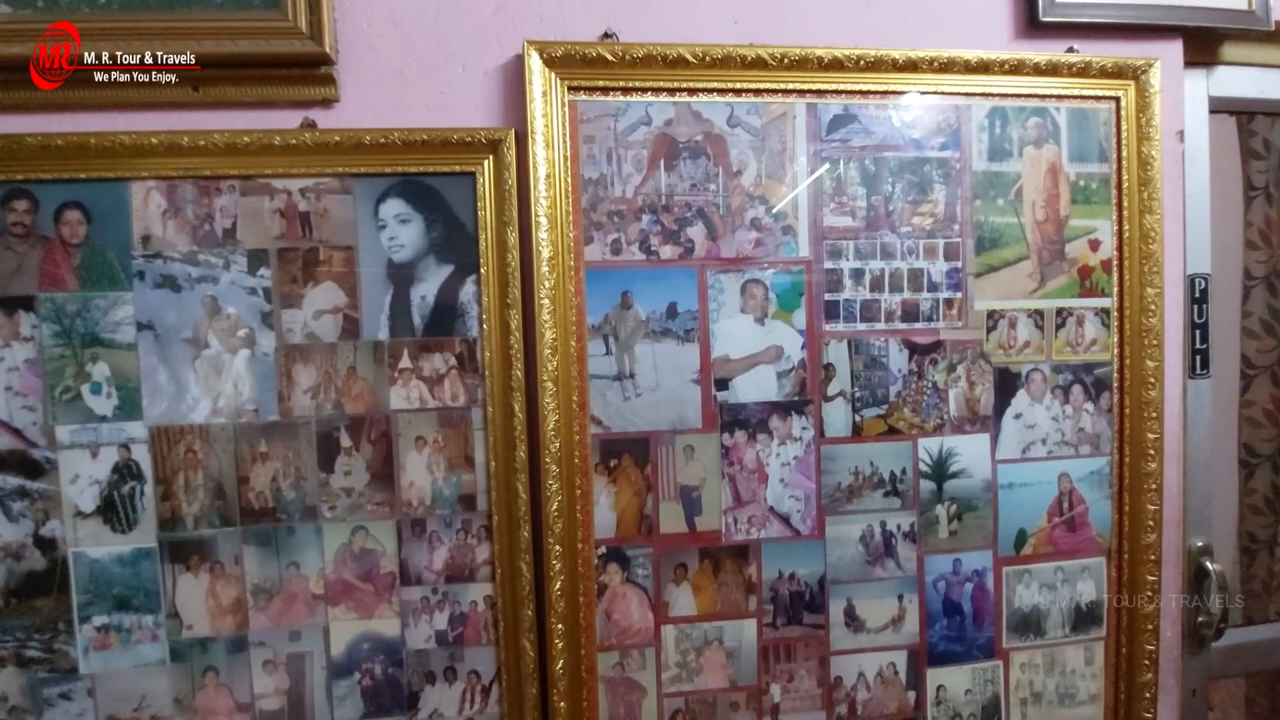 MR
M. R. Tour & Travels
We Plan You Enjoy.
PULL
M. R. TOUR & TRAVELS